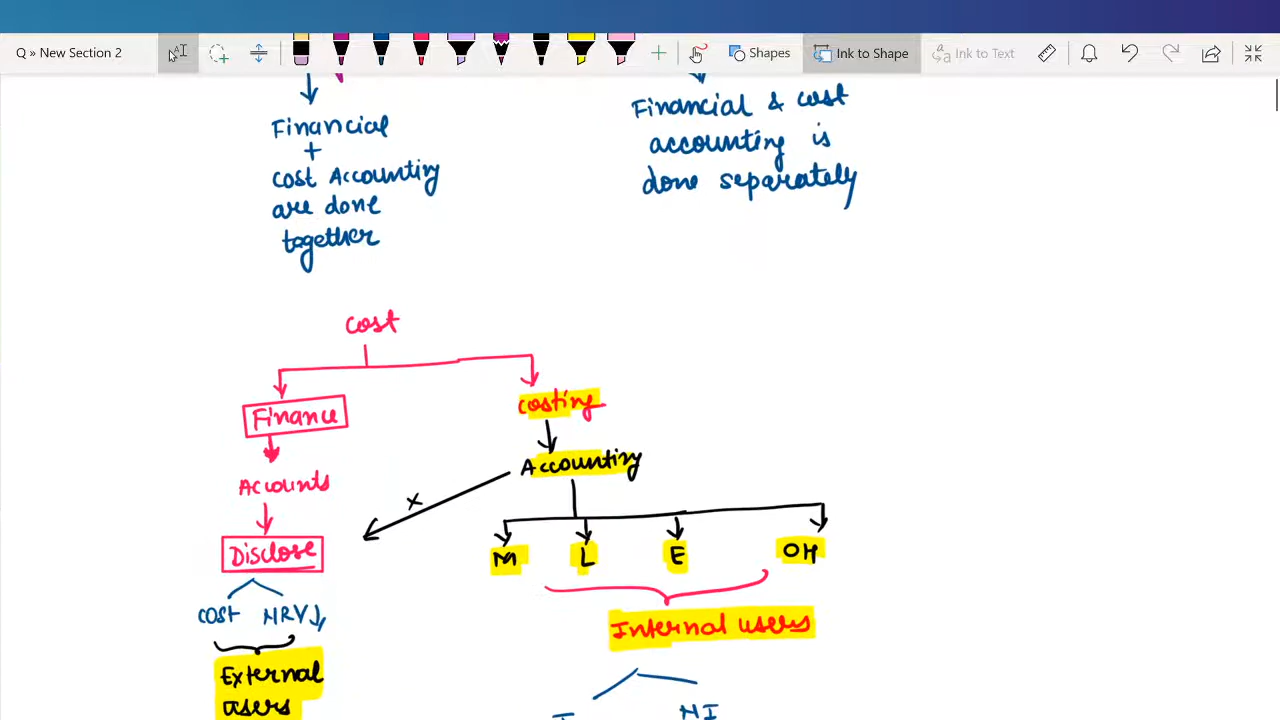 Q » New Section 2
Shapes
Ink to Shape
Ink to Text
Financial
+
cost Accounting
are done
together
Financial & cost
accounting is
done separately
cost
Finance
costing
Accounts
Accounting
X
Disclose
M L E OH
cost NRV↓
Internal users
External
users
I NI